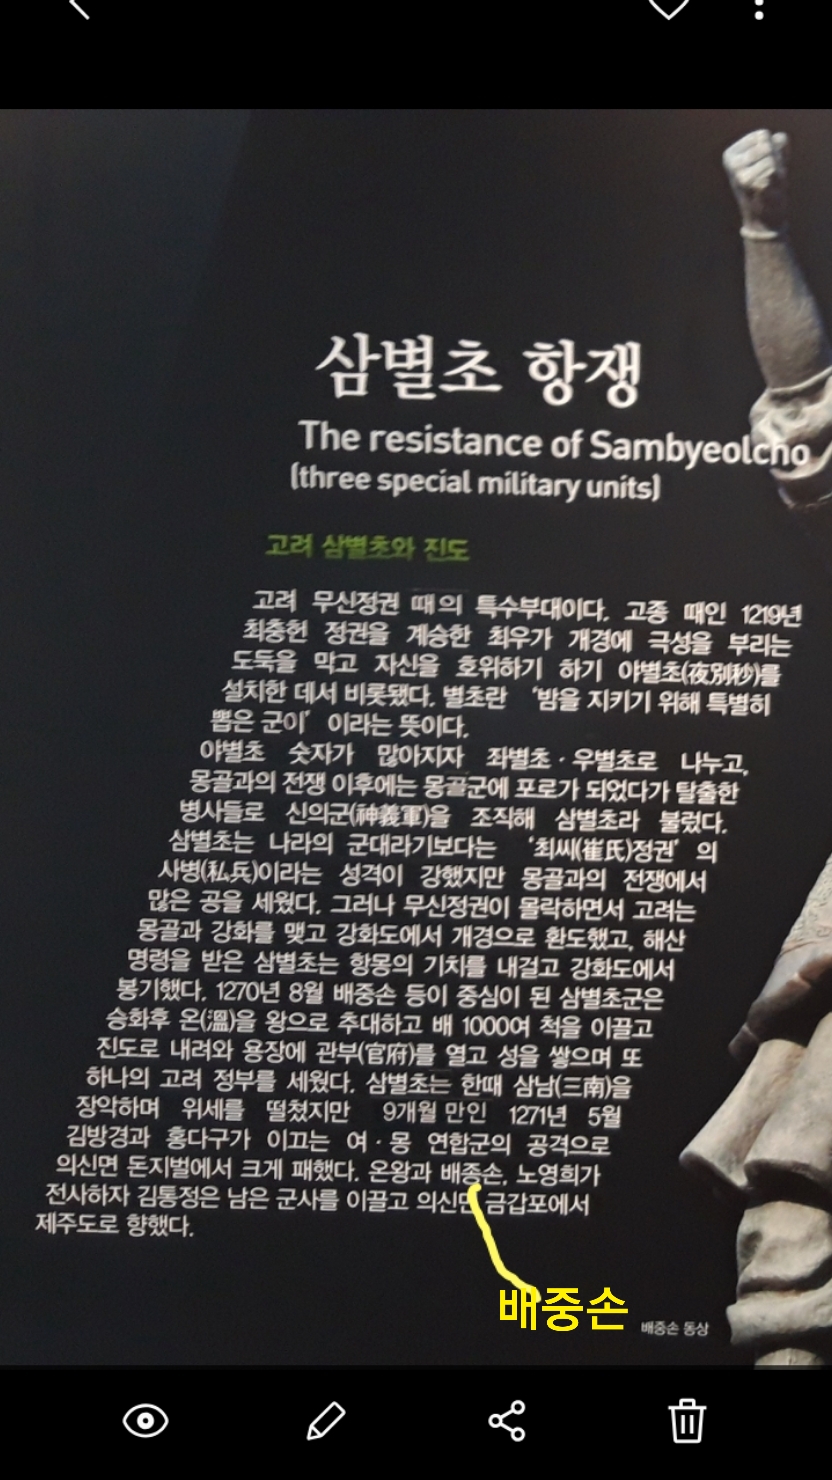 삼별초 항쟁
The resistance of Sambyeolcho
(three special military units)
고려 삼별초와 진도
고려 무신정권 때의 특수부대이다. 고종 때인 1219년
최충헌 정권을 계승한 최우가 개경에 극성을 부리는
도둑을 막고 자신을 호위하기 하기 야별초(夜別秒)를
설치한 데서 비롯됐다. 별초란 '밤을 지키기 위해 특별히
뽑은 군이' 이라는 뜻이다.
야별초 숫자가 많아지자 좌별초·우별초로 나누고,
몽골과의 전쟁 이후에는 몽골군에 포로가 되었다가 탈출한
병사들로 신의군(神義軍)을 조직해 삼별초라 불렀다.
삼별초는 나라의 군대라기보다는 '최씨(崔氏)정권' 의
사병(私兵)이라는 성격이 강했지만 몽골과의 전쟁에서
많은 공을 세웠다. 그러나 무신정권이 몰락하면서 고려는
몽골과 강화를 맺고 강화도에서 개경으로 환도했고, 해산
명령을 받은 삼별초는 항몽의 기치를 내걸고 강화도에서
봉기했다. 1270년 8월 배중손 등이 중심이 된 삼별초군은
승화후 온(溫)을 왕으로 추대하고 배 1000여 척을 이끌고
진도로 내려와 용장에 관부(官府)를 열고 성을 쌓으며 또
하나의 고려 정부를 세웠다. 삼별초는 한때 삼남(三南)을
장악하며 위세를 떨쳤지만 9개월 만인 1271년 5월
김방경과 홍다구가 이끄는 여·몽 연합군의 공격으로
의신면 돈지벌에서 크게 패했다. 온왕과 배종손, 노영희가
전사하자 김통정은 남은 군사를 이끌고 의신면 금갑포에서
제주도로 향했다.
배중손
배중손 동상